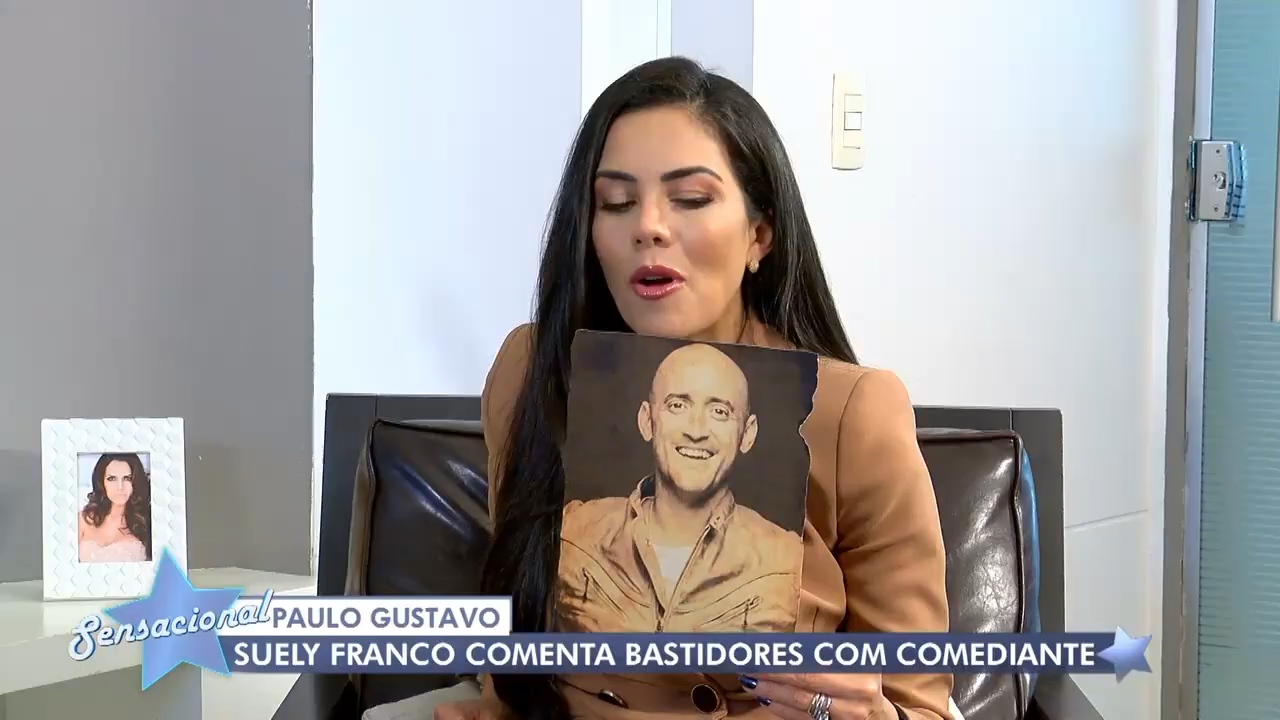 Sensacional
PAULO GUSTAVO
SUELY FRANCO COMENTA BASTIDORES COM COMEDIANTE